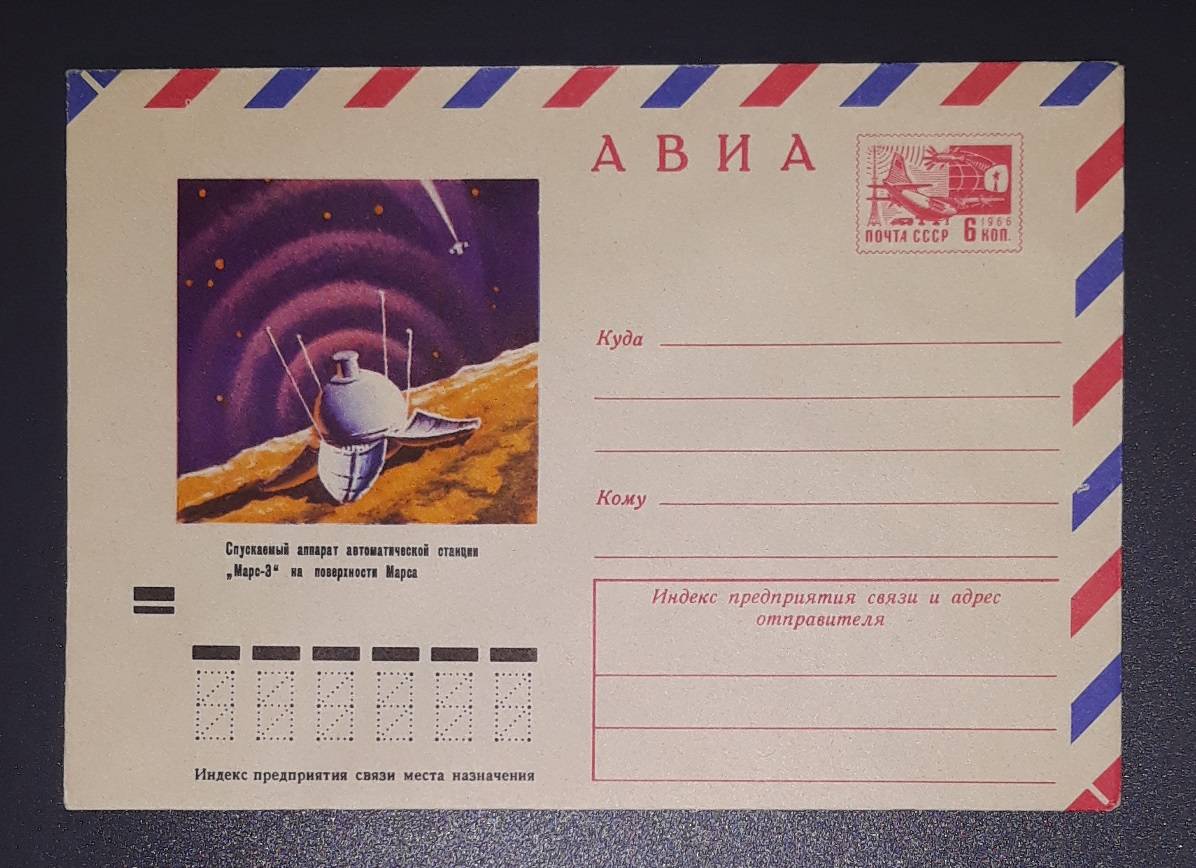 АВИА
1966
ПОЧТА СССР 6 КОП.
Куда
Кому
Спускаемый аппарат автоматической станции
„Марс-3“ на поверхности Марса
Индекс предприятия связи и адрес
отправителя
Индекс предприятия связи места назначения